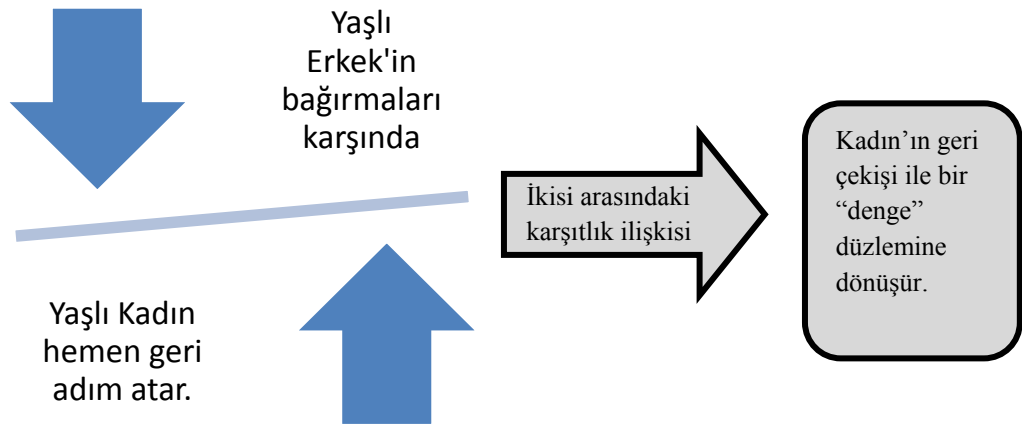 Yaşlı
Erkek'in
bağırmaları
karşında
Yaşlı Kadın
hemen geri
adım atar.
İkisi arasındaki
karşıtlık ilişkisi
Kadın’ın geri
çekişi ile bir
“denge”
düzlemine
dönüşür.